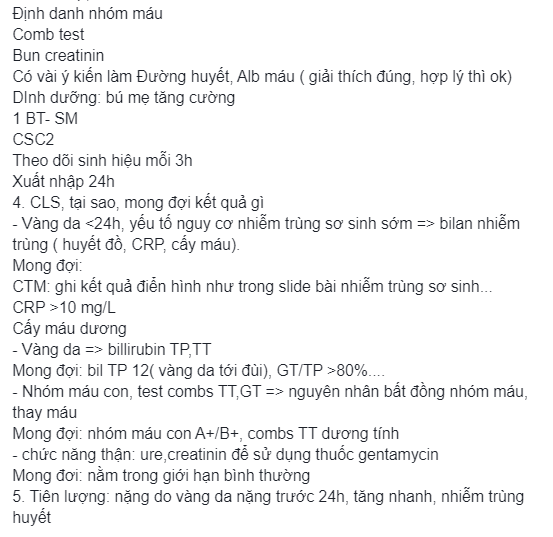 Định danh nhóm máu
Comb test
Bun creatinin
Có vài ý kiến làm Đường huyết, Alb máu ( giải thích đúng, hợp lý thì ok)
DInh dưỡng: bú mẹ tăng cường
1 BT- SM
CSC2
Theo dõi sinh hiệu mỗi 3h
Xuất nhập 24h
4. CLS, tại sao, mong đợi kết quả gì
- Vàng da <24h, yếu tố nguy cơ nhiễm trùng sơ sinh sớm => bilan nhiễm
trùng ( huyết đồ, CRP, cấy máu).
Mong đợi:
CTM: ghi kết quả điển hình như trong slide bài nhiễm trùng sơ sinh...
CRP >10 mg/L
Cấy máu dương
- Vàng da => billirubin TP,TT
Mong đợi: bil TP 12( vàng da tới đùi), GT/TP >80%....
- Nhóm máu con, test combs TT,GT => nguyên nhân bất đồng nhóm máu,
thay máu
Mong đợi: nhóm máu con A+/B+, combs TT dương tính
- chức năng thận: ure,creatinin để sử dụng thuốc gentamycin
Mong đơi: nằm trong giới hạn bình thường
5. Tiên lượng: nặng do vàng da nặng trước 24h, tăng nhanh, nhiễm trùng
huyết